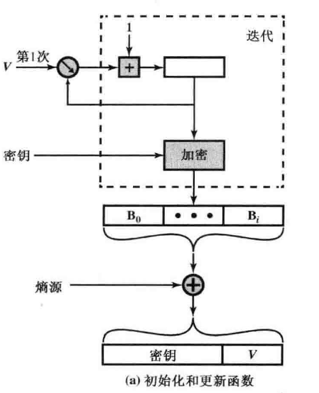 1
迭代
V 第1次
+
密钥
加密
B₀ • • • Bᵢ
熵源
+
密钥 V
(a) 初始化和更新函数